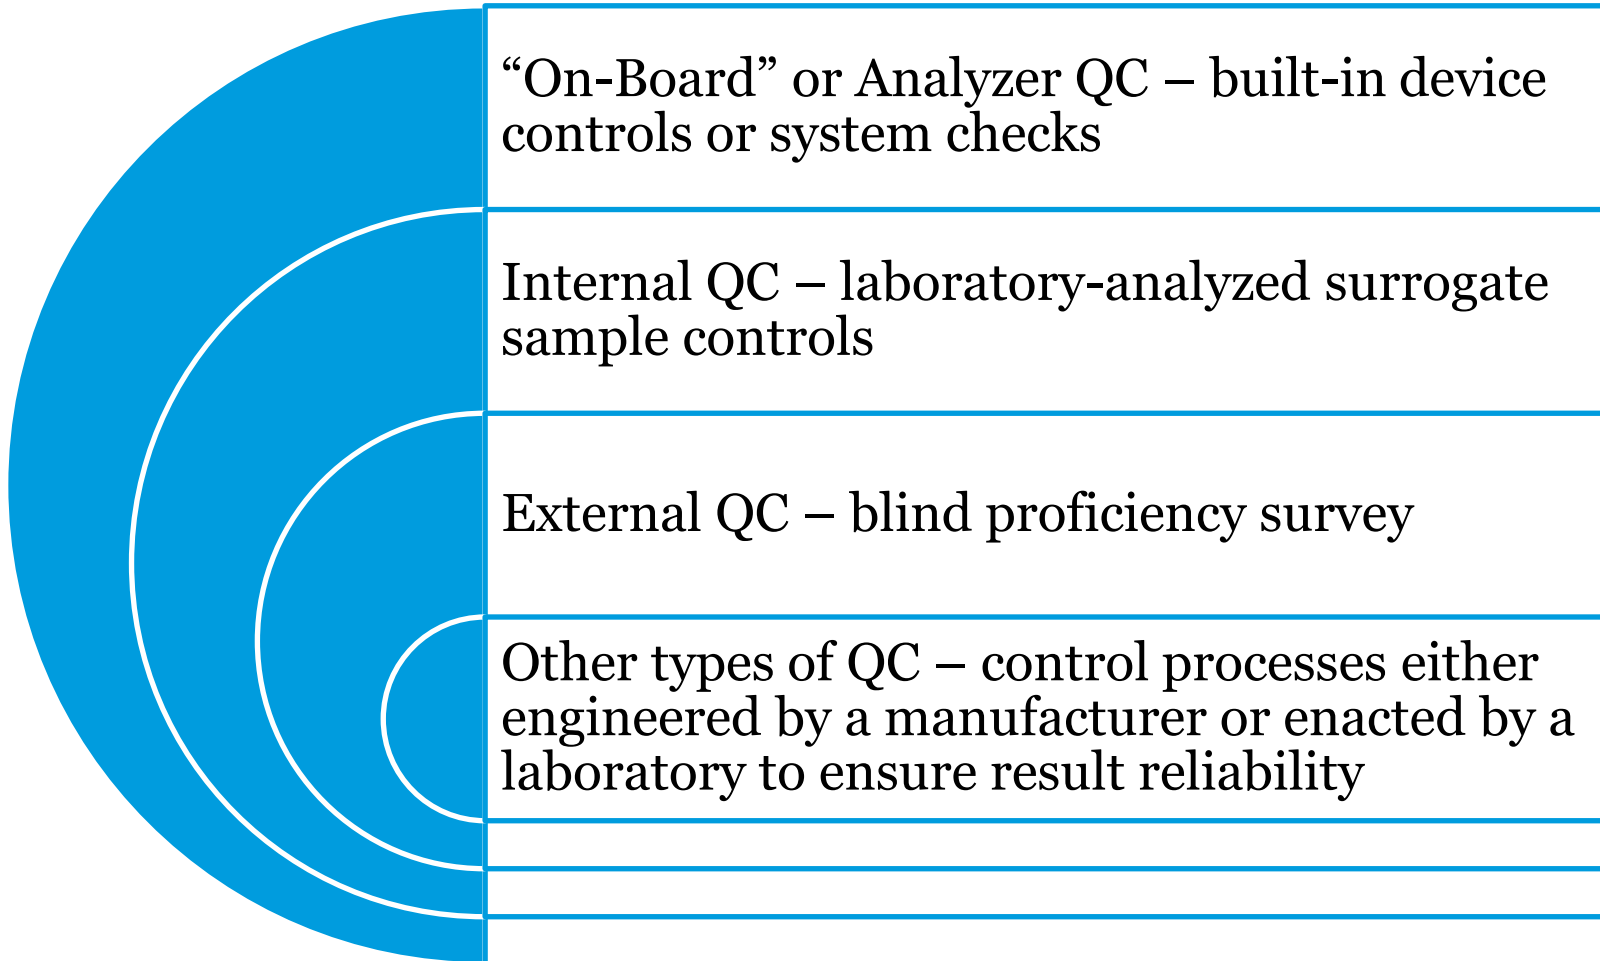 “On-Board” or Analyzer QC – built-in device
controls or system checks
Internal QC – laboratory-analyzed surrogate
sample controls
External QC – blind proficiency survey
Other types of QC – control processes either
engineered by a manufacturer or enacted by a
laboratory to ensure result reliability